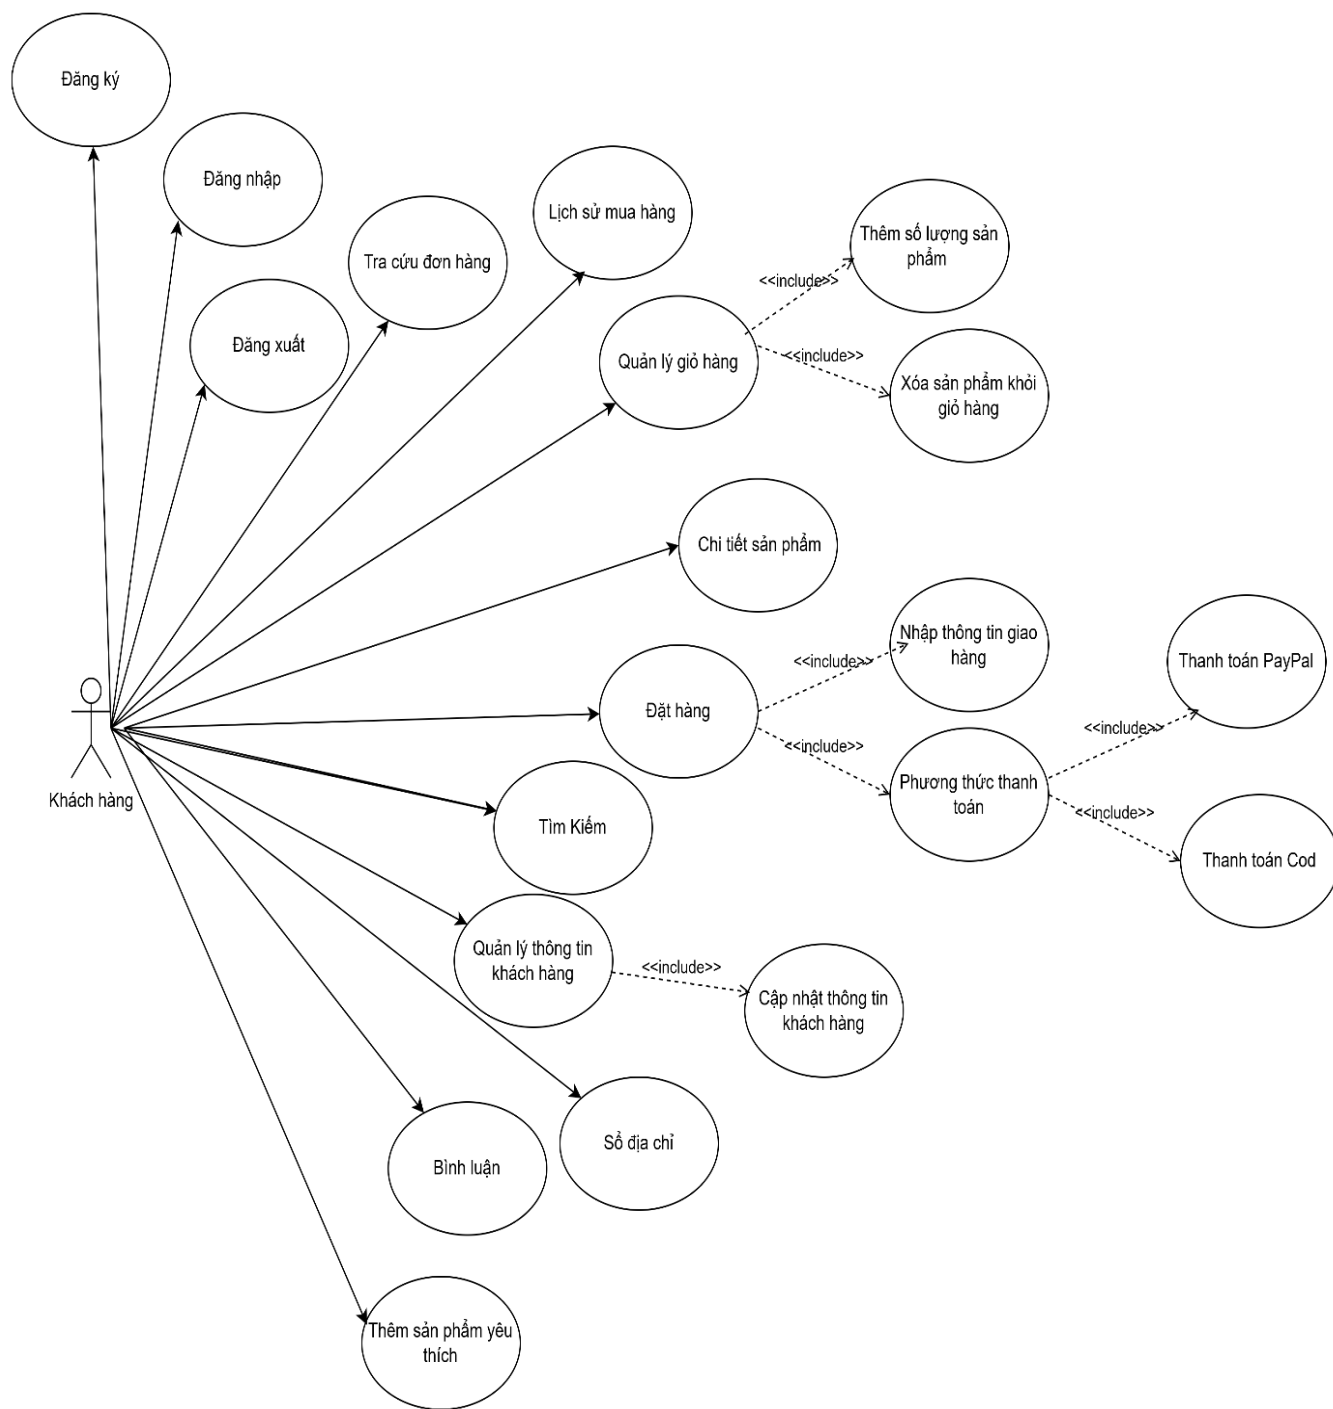 Đăng ký
Đăng nhập
Lịch sử mua hàng
Thêm số lượng sản
phẩm
Tra cứu đơn hàng
<<include>>
Đăng xuất
Quản lý giỏ hàng
<<include>>
Xóa sản phẩm khỏi
giỏ hàng
Chi tiết sản phẩm
Nhập thông tin giao
hàng
<<include>>
Thanh toán PayPal
Đặt hàng
<<include>>
<<include>>
Phương thức thanh
toán
Khách hàng
<<include>>
Tìm Kiếm
Thanh toán Cod
Quản lý thông tin
khách hàng
<<include>>
Cập nhật thông tin
khách hàng
Sổ địa chỉ
Bình luận
Thêm sản phẩm yêu
thích